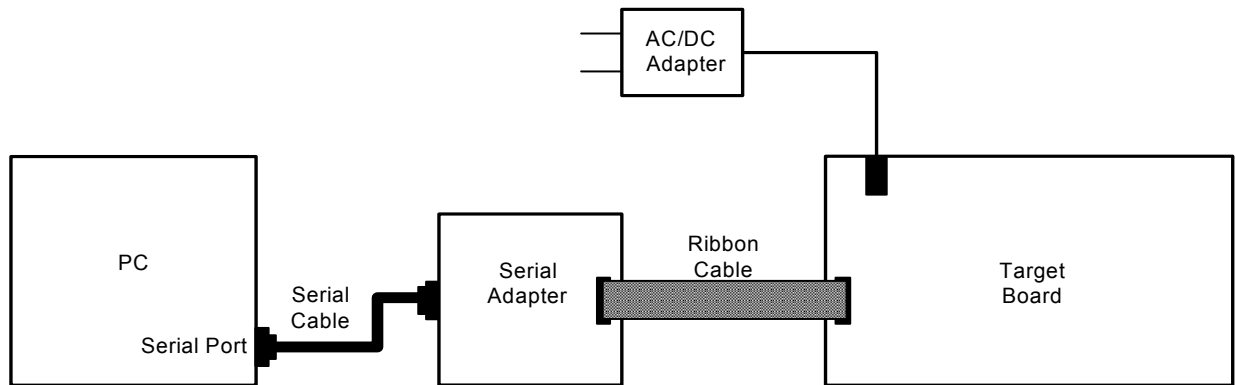 AC/DC
Adapter
PC
Serial
Cable
Serial Port
Serial
Adapter
Ribbon
Cable
Target
Board